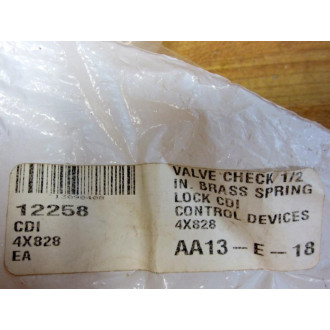 12258
CDI
4X828
EA
VALVE CHECK 1/2
IN. BRASS SPRING
LOCK CDI
CONTROL DEVICES
4X828
AA13-E-18